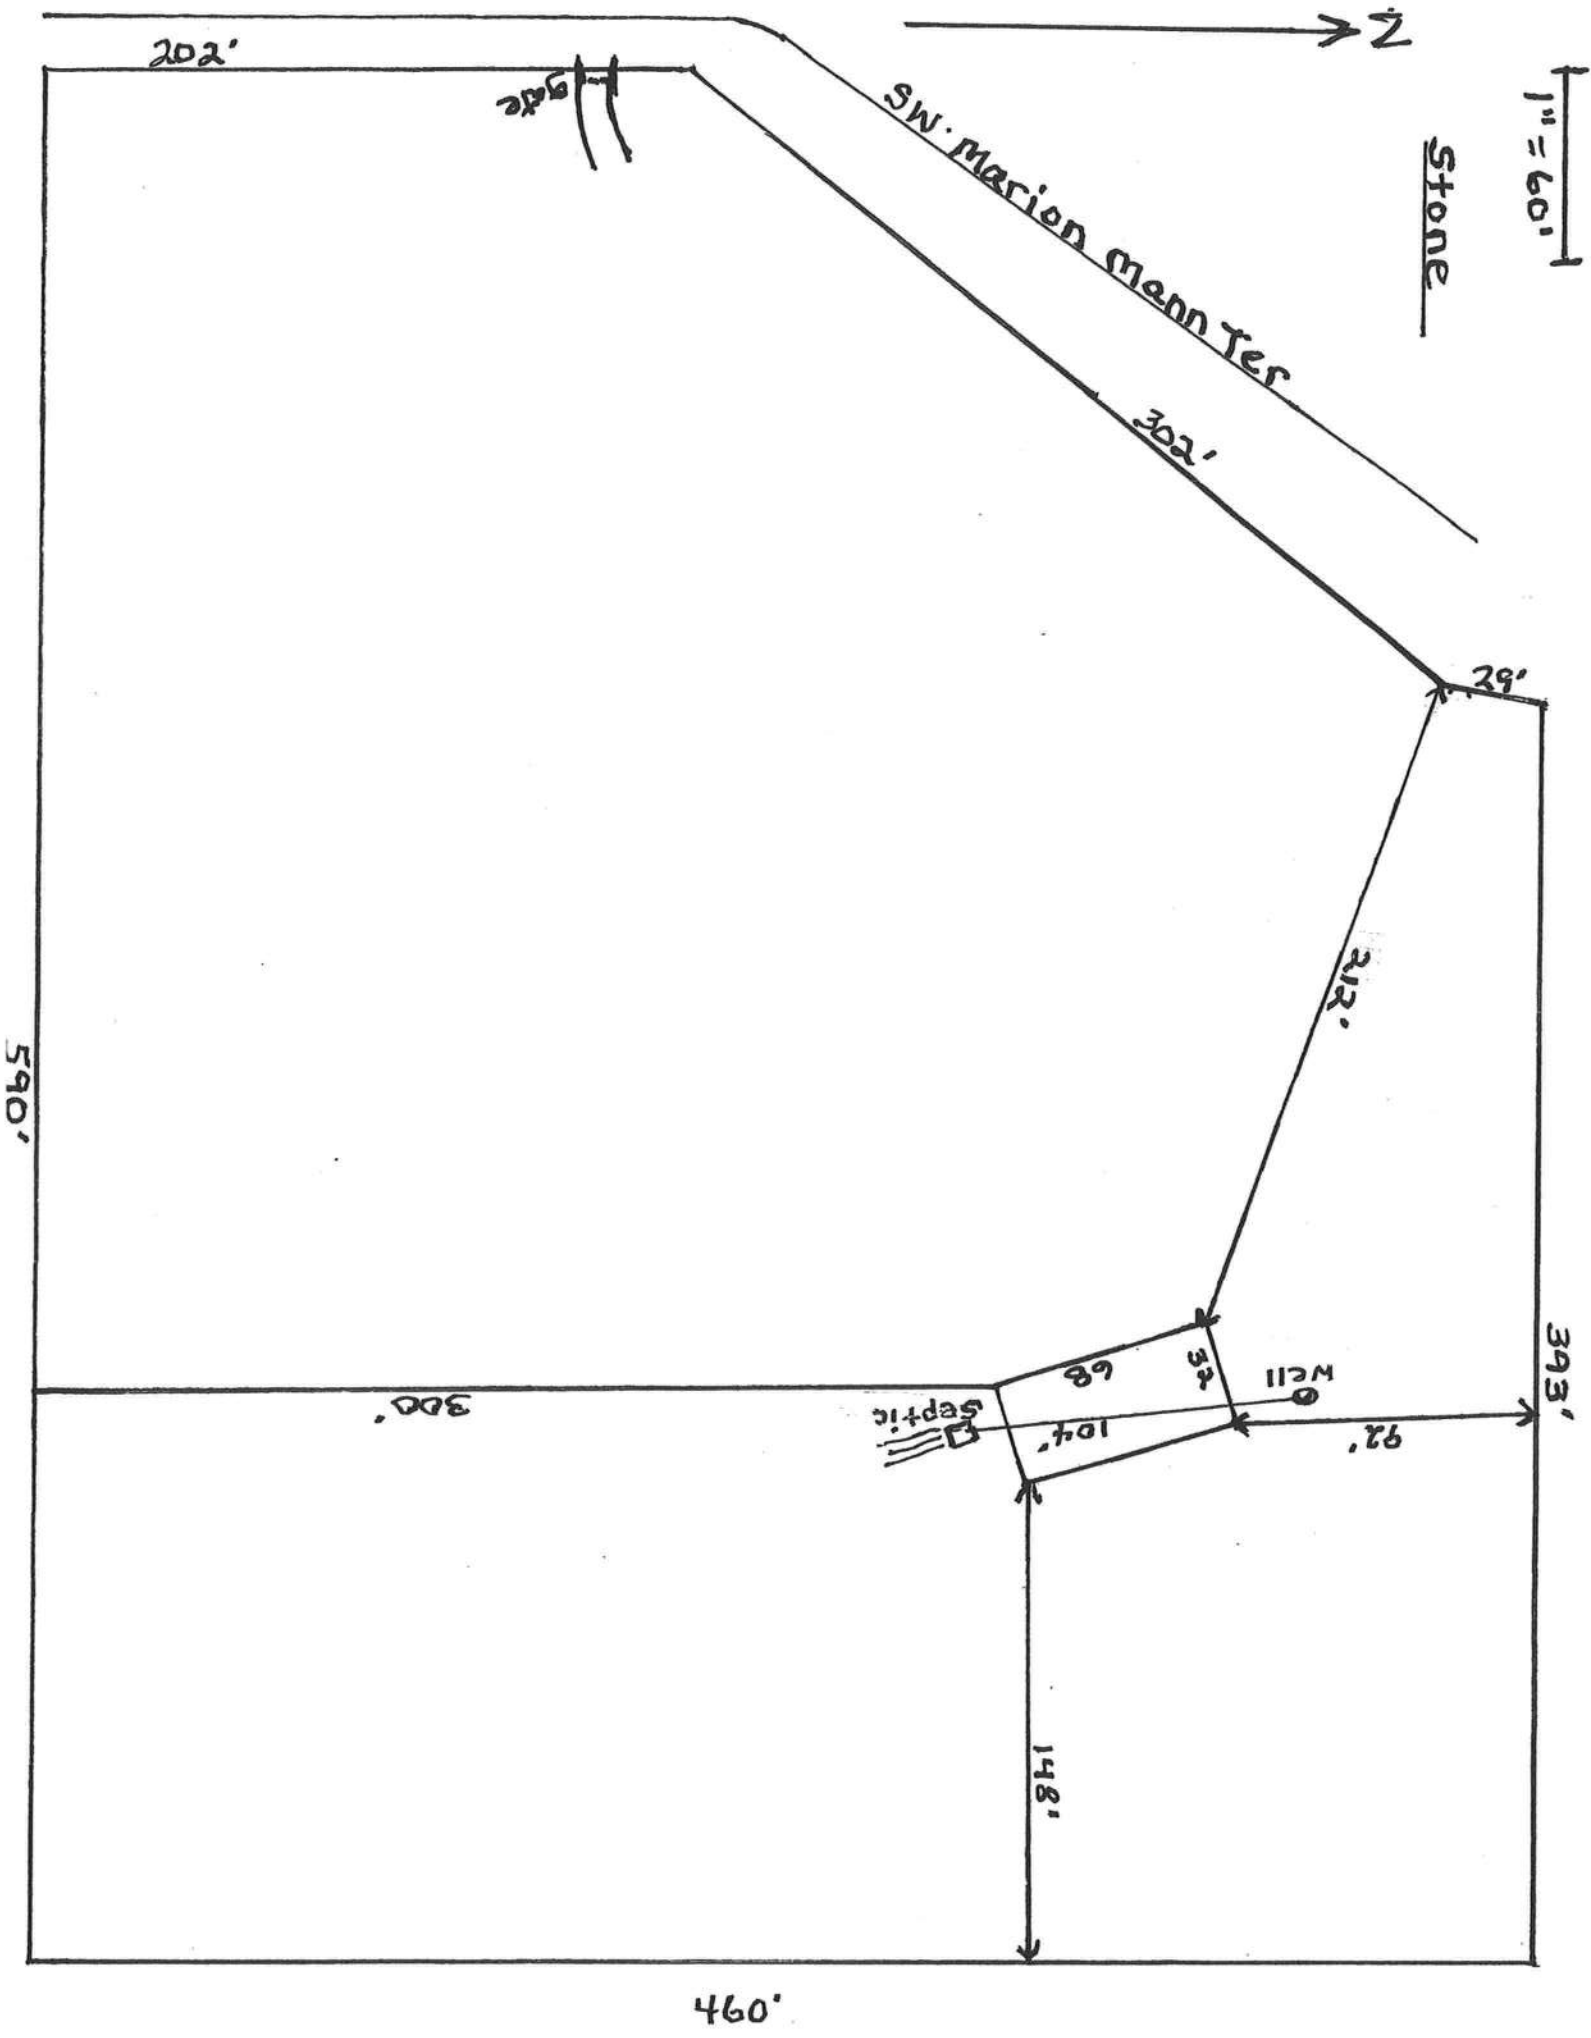 N
1" = 60'
Stone
SW. Marion Mann Ter
202'
gate
302'
29'
212'
590'
393'
32
68
well
104'
Septic
92'
300'
148'
460'